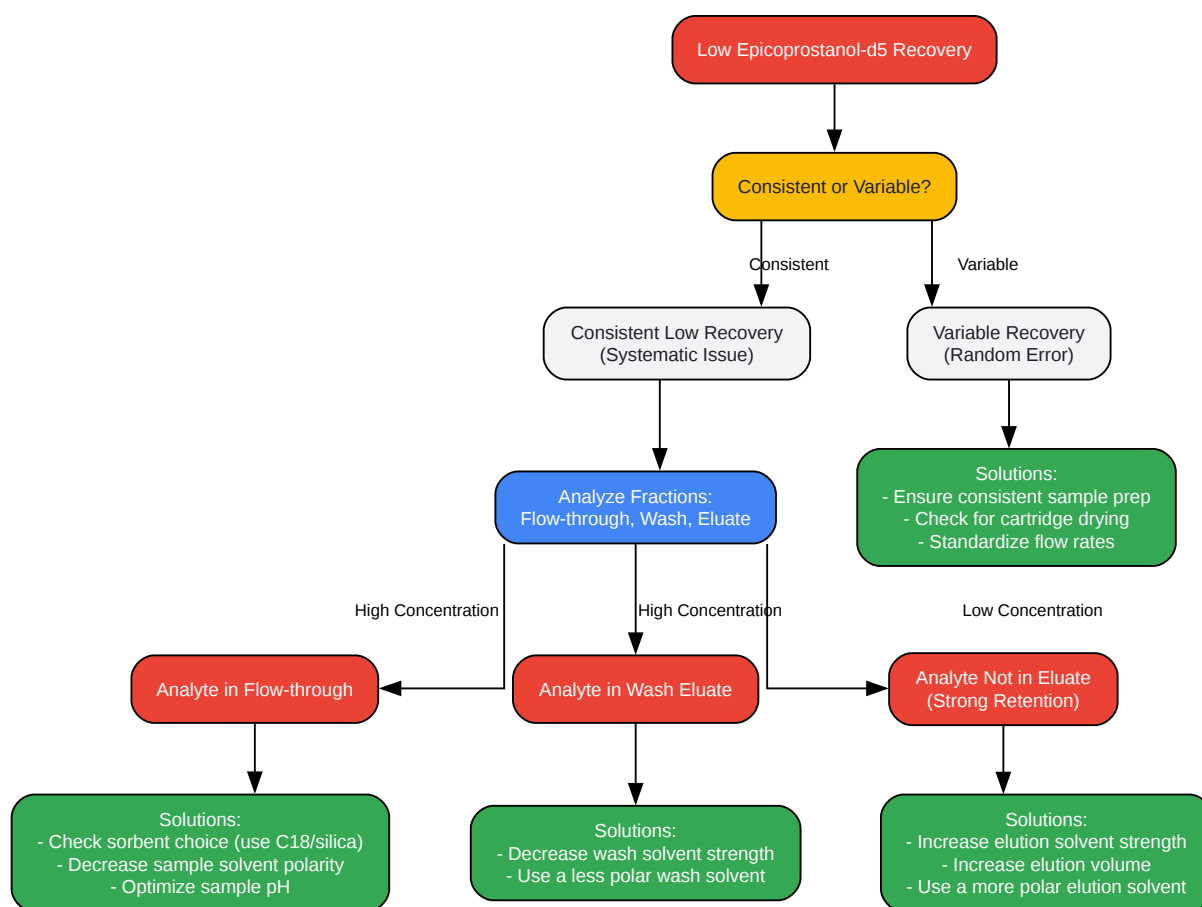 Low Epicoprostanol-d5 Recovery
Consistent or Variable?
Consistent
Variable
Consistent Low Recovery
(Systematic Issue)
Variable Recovery
(Random Error)
Analyze Fractions:
Flow-through, Wash, Eluate
Solutions:
- Ensure consistent sample prep
- Check for cartridge drying
- Standardize flow rates
High Concentration
High Concentration
Low Concentration
Analyte in Flow-through
Analyte in Wash Eluate
Analyte Not in Eluate
(Strong Retention)
Solutions:
- Check sorbent choice (use C18/silica)
- Decrease sample solvent polarity
- Optimize sample pH
Solutions:
- Decrease wash solvent strength
- Use a less polar wash solvent
Solutions:
- Increase elution solvent strength
- Increase elution volume
- Use a more polar elution solvent